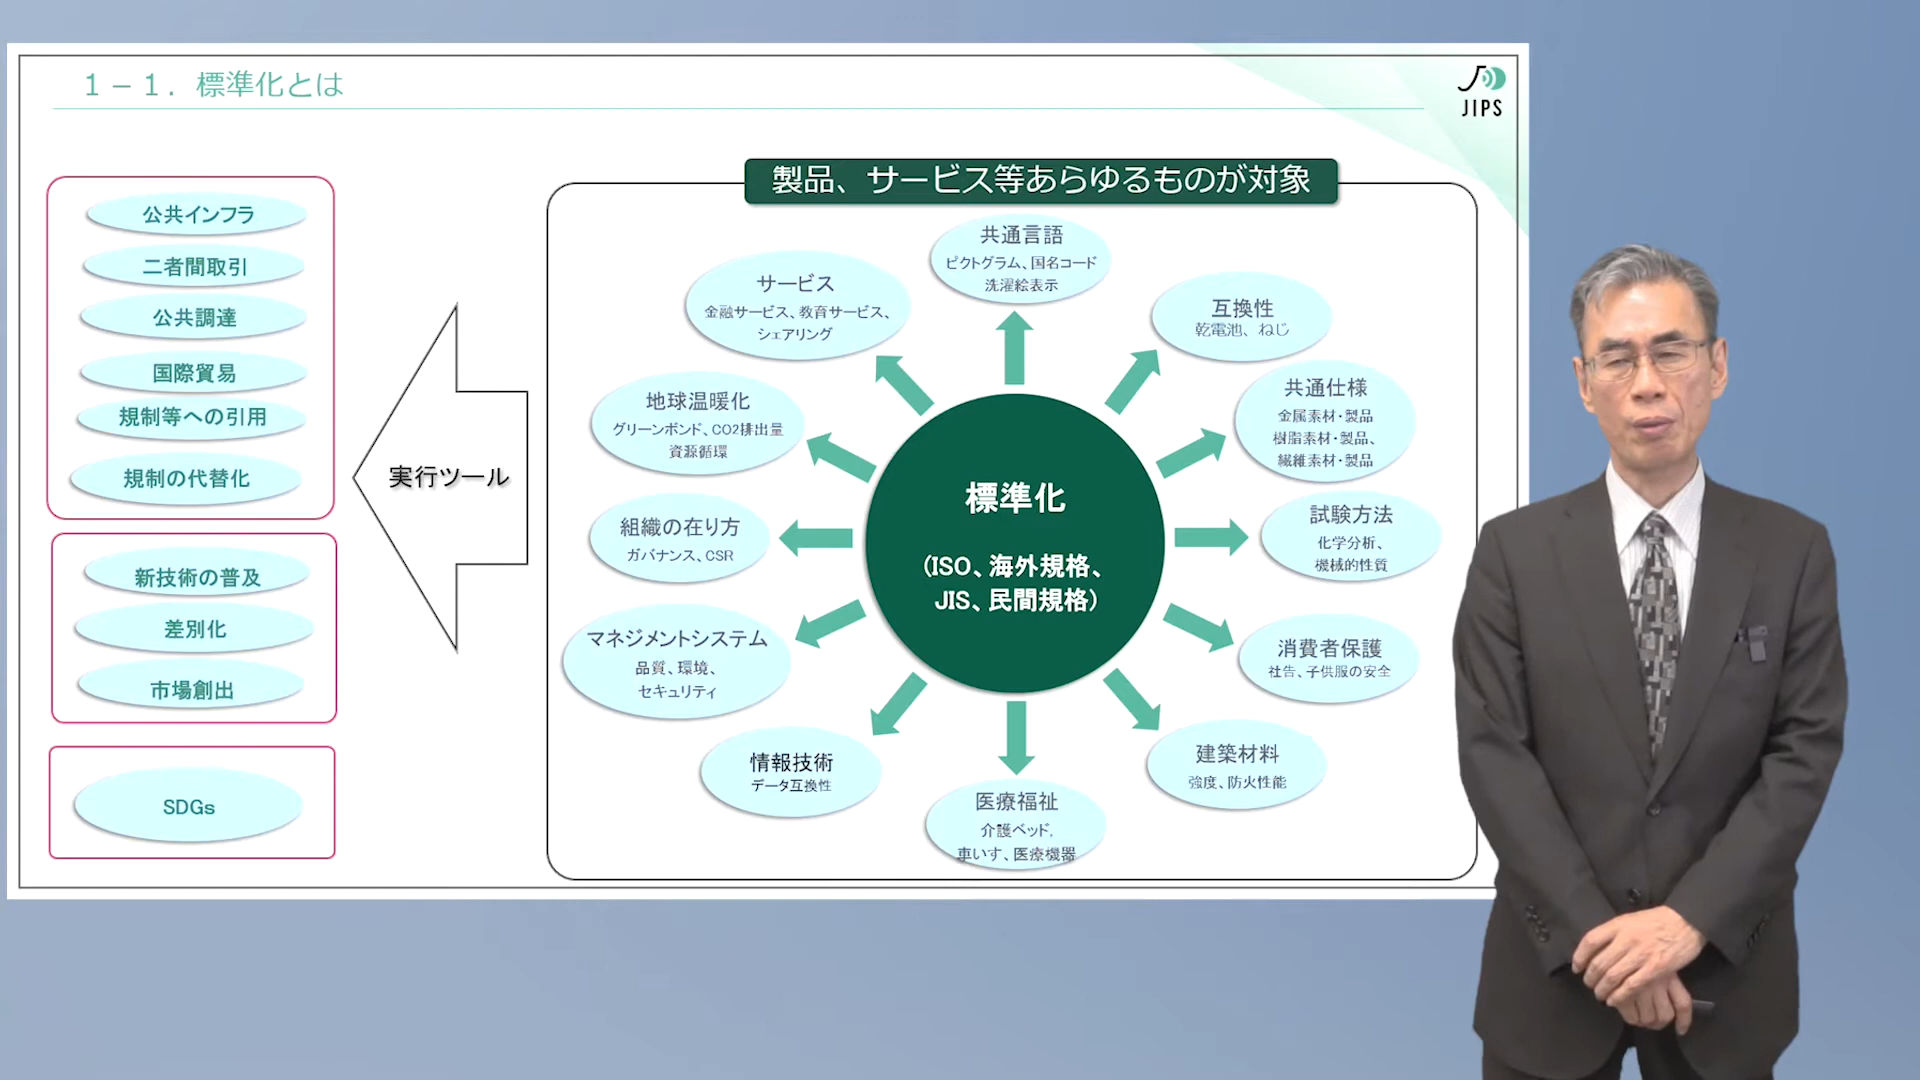 1－1．標準化とは
JIPS
公共インフラ
二者間取引
公共調達
国際貿易
規制等への引用
規制の代替化
新技術の普及
差別化
市場創出
SDGs
実行ツール
製品、サービス等あらゆるものが対象
共通言語
ピクトグラム、国名コード
洗濯絵表示
互換性
乾電池、ねじ
共通仕様
金属素材・製品
樹脂素材・製品、
繊維素材・製品
試験方法
化学分析、
機械的性質
消費者保護
社告、子供服の安全
建築材料
強度、防火性能
医療福祉
介護ベッド,
車いす、医療機器
情報技術
データ互換性
マネジメントシステム
品質、環境、
セキュリティ
組織の在り方
ガバナンス、CSR
地球温暖化
グリーンボンド、CO2排出量
資源循環
サービス
金融サービス、教育サービス、
シェアリング
標準化
(ISO、海外規格、
JIS、民間規格)